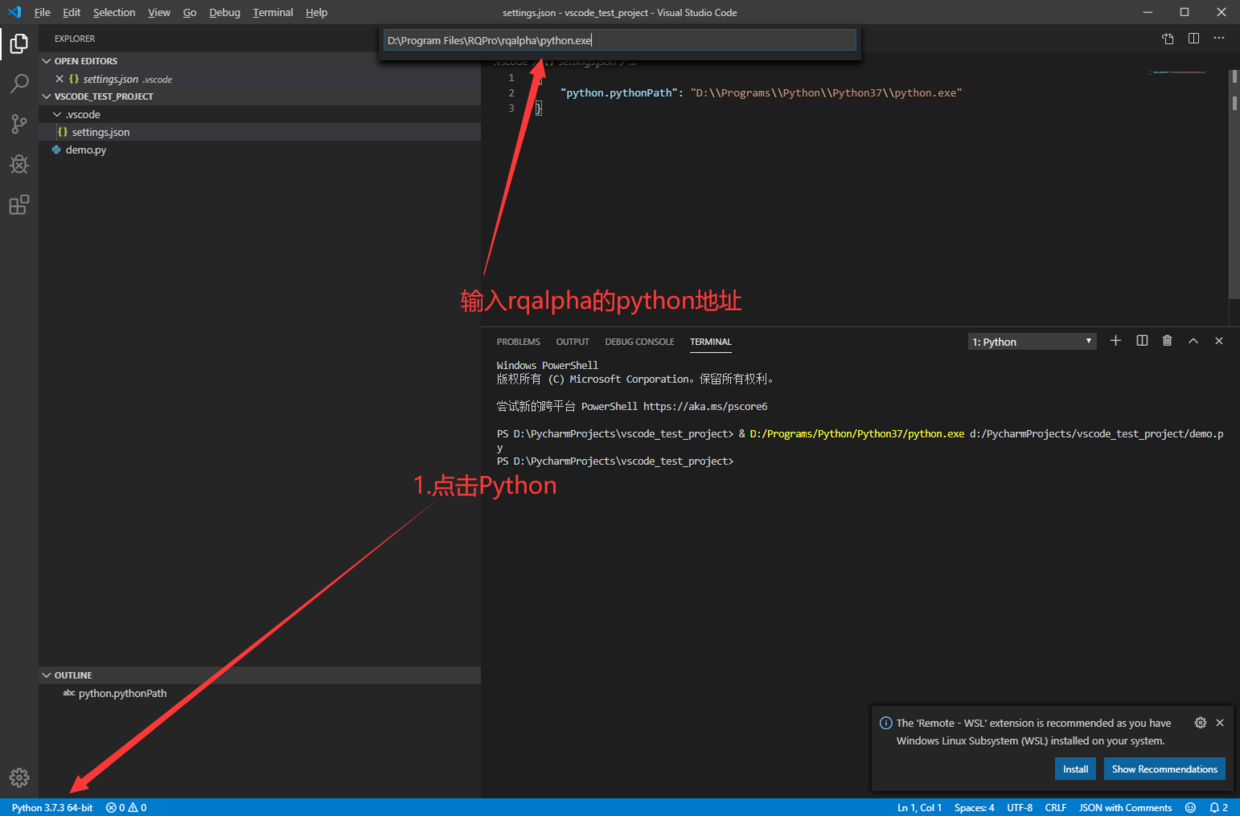 File Edit Selection View Go Debug Terminal Help
settings.json - vscode_test_project - Visual Studio Code
D:\Program Files\RQPro\rqalpha\python.exe
EXPLORER
OPEN EDITORS
{} settings.json .vscode
VSCODE_TEST_PROJECT
.vscode
{} settings.json
demo.py
1
2 "python.pythonPath": "D:\\Programs\\Python\\Python37\\python.exe"
3 }
输入rqalpha的python地址
PROBLEMS OUTPUT DEBUG CONSOLE TERMINAL
1: Python
Windows PowerShell
版权所有 (C) Microsoft Corporation。保留所有权利。
尝试新的跨平台 PowerShell https://aka.ms/pscore6
PS D:\PycharmProjects\vscode_test_project> & D:/Programs/Python/Python37/python.exe d:/PycharmProjects/vscode_test_project/demo.p
y
PS D:\PycharmProjects\vscode_test_project>
1.点击Python
OUTLINE
abc python.pythonPath
The 'Remote - WSL' extension is recommended as you have
Windows Linux Subsystem (WSL) installed on your system.
Install Show Recommendations
Python 3.7.3 64-bit 0 0
Ln 1, Col 1 Spaces: 4 UTF-8 CRLF JSON with Comments 2